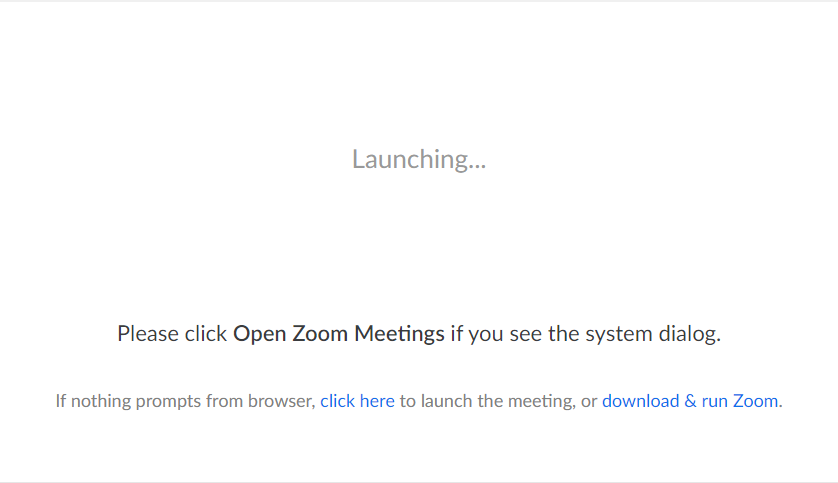 Launching...
Please click Open Zoom Meetings if you see the system dialog.
If nothing prompts from browser, click here to launch the meeting, or download & run Zoom.